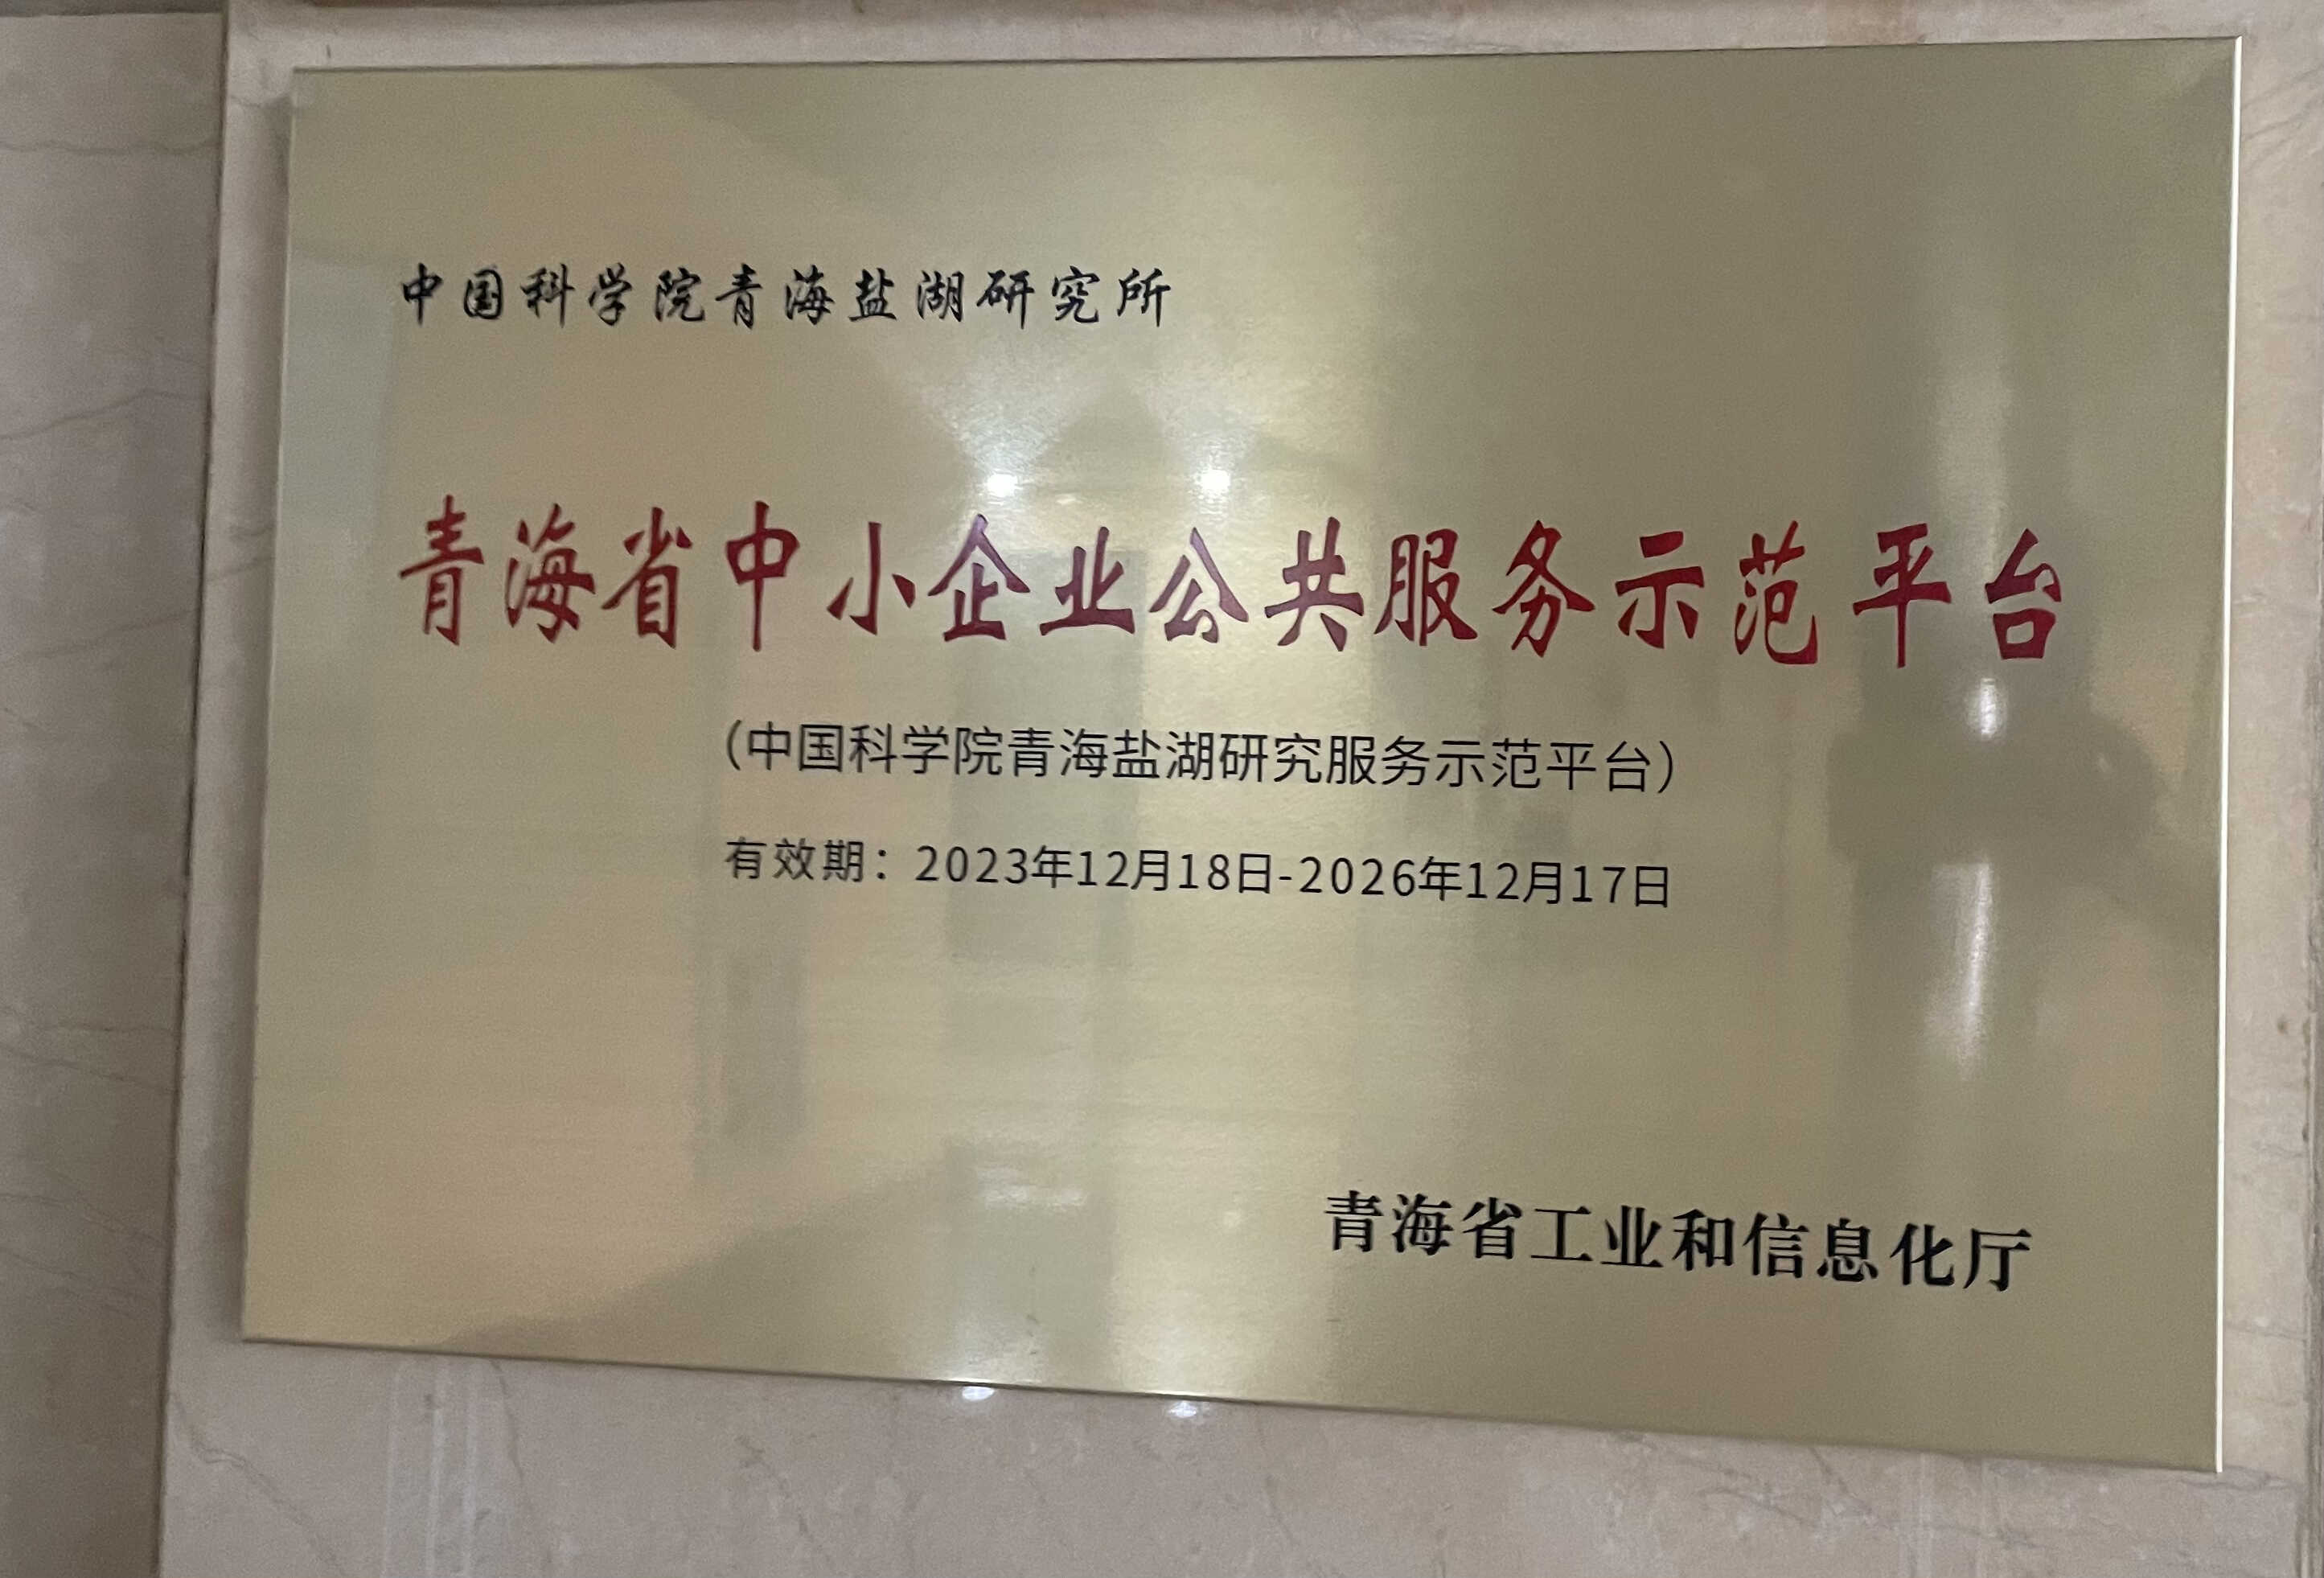 中国科学院青海盐湖研究所
青海省中小企业公共服务示范平台
（中国科学院青海盐湖研究服务示范平台）
有效期：2023年12月18日-2026年12月17日
青海省工业和信息化厅